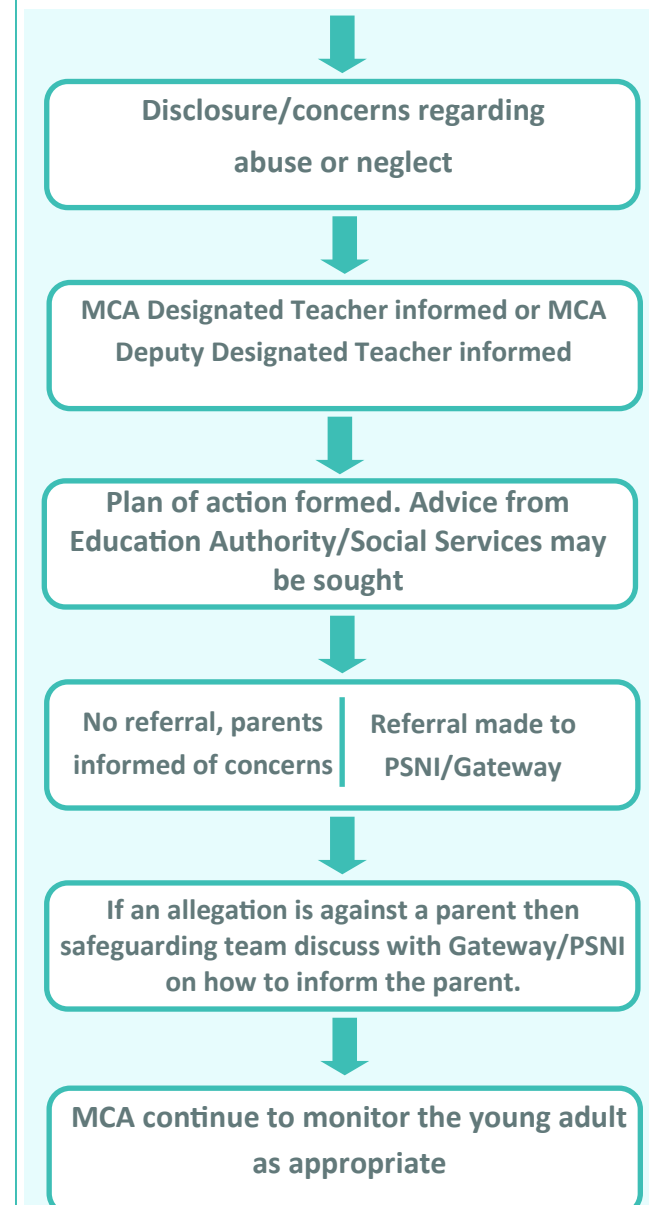 Disclosure/concerns regarding
abuse or neglect
MCA Designated Teacher informed or MCA
Deputy Designated Teacher informed
Plan of action formed. Advice from
Education Authority/Social Services may
be sought
No referral, parents
informed of concerns
Referral made to
PSNI/Gateway
If an allegation is against a parent then
safeguarding team discuss with Gateway/PSNI
on how to inform the parent.
MCA continue to monitor the young adult
as appropriate